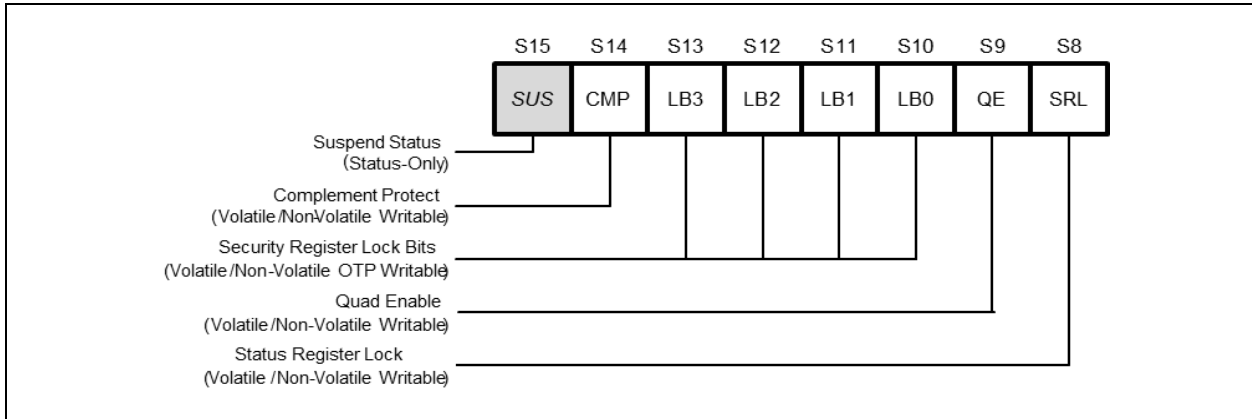 S15 S14 S13 S12 S11 S10 S9 S8
SUS CMP LB3 LB2 LB1 LB0 QE SRL
Suspend Status
(Status-Only)
Complement Protect
(Volatile/Non-Volatile Writable)
Security Register Lock Bits
(Volatile/Non-Volatile OTP Writable)
Quad Enable
(Volatile/Non-Volatile Writable)
Status Register Lock
(Volatile /Non-Volatile Writable)